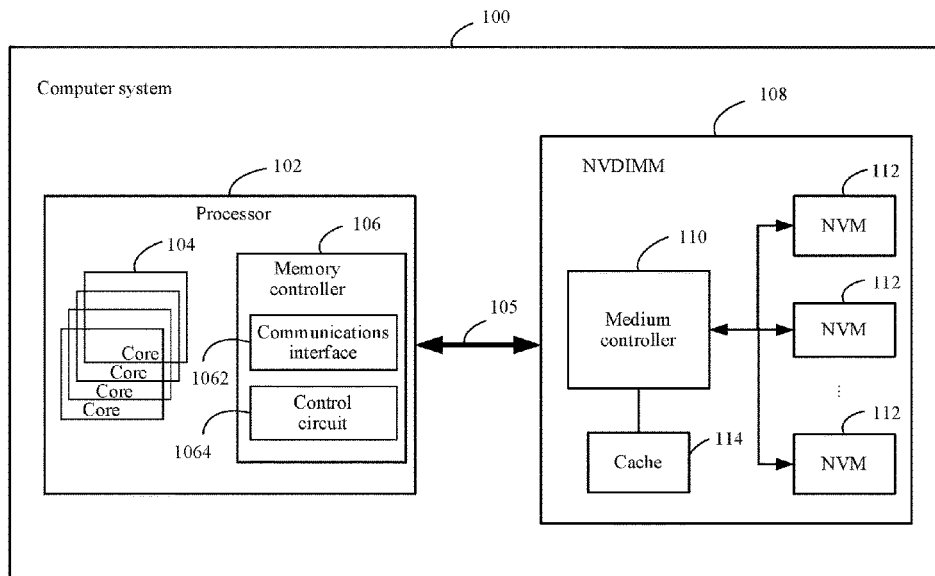 100
Computer system
108
NVDIMM
102
Processor
104
106
Memory
controller
Communications
interface
1062
Control
circuit
1064
Core
Core
Core
Core
105
110
Medium
controller
Cache
114
112
NVM
112
NVM
⋮
112
NVM